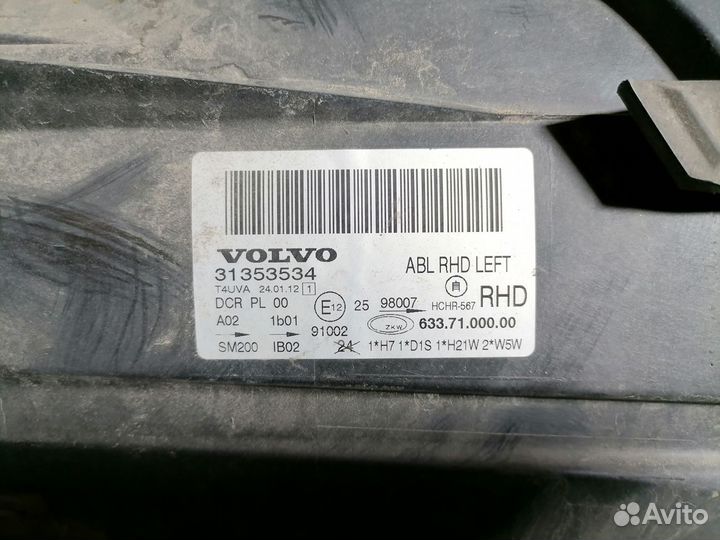 VOLVO
31353534
ABL RHD LEFT
T4UVA 24.01.12 1
DCR PL 00
E12
25 98007
HCHR-567
RHD
A02 1b01
91002
ZKW
633.71.000.00
SM200 IB02
24
1*H7 1*D1S 1*H21W 2*W5W
Avito